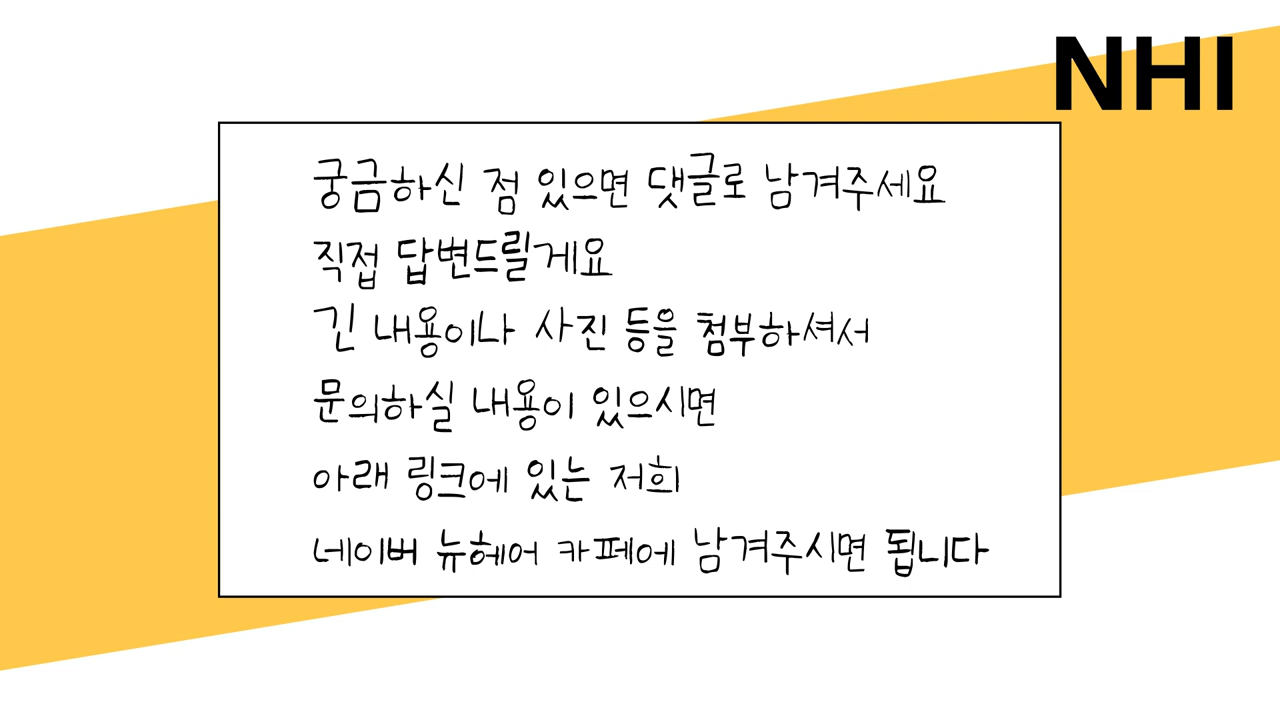 NHI
궁금하신 점 있으면 댓글로 남겨주세요
직접 답변드릴게요
긴 내용이나 사진 등을 첨부하셔서
문의하실 내용이 있으시면
아래 링크에 있는 저희
네이버 뉴헤어 카페에 남겨주시면 됩니다